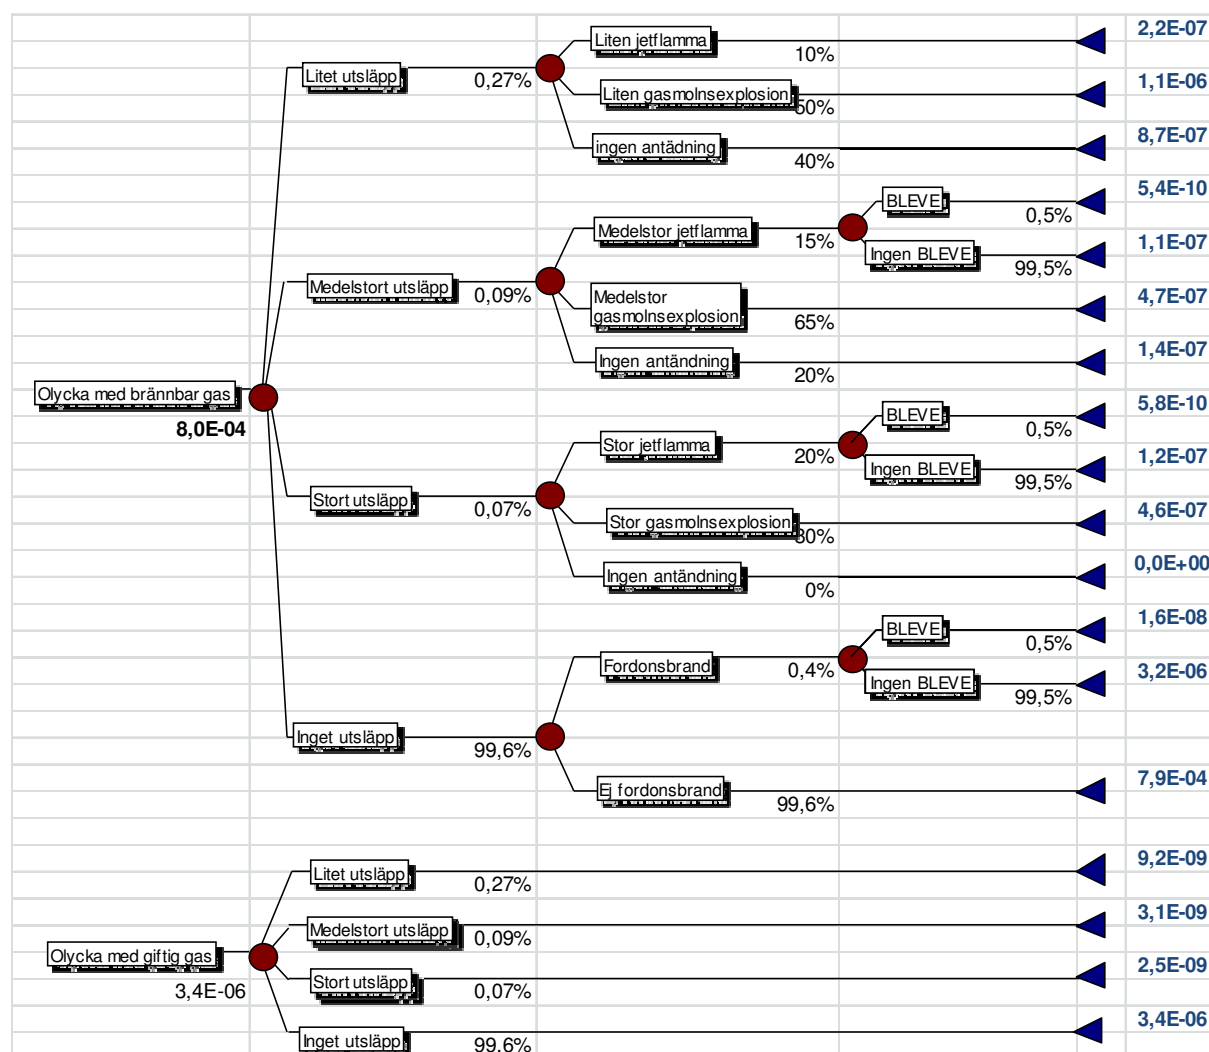 2,2E-07
Liten jetflamma
10%
Litet utsläpp
0,27%
1,1E-06
Liten gasmolnsexplosion
50%
8,7E-07
ingen antädning
40%
5,4E-10
BLEVE
0,5%
Medelstor jetflamma
15%
1,1E-07
Ingen BLEVE
99,5%
Medelstort utsläpp
0,09%
4,7E-07
Medelstor
gasmolnsexplosion
65%
1,4E-07
Ingen antändning
20%
Olycka med brännbar gas
8,0E-04
5,8E-10
BLEVE
0,5%
Stor jetflamma
20%
1,2E-07
Ingen BLEVE
99,5%
Stort utsläpp
0,07%
4,6E-07
Stor gasmolnsexplosion
80%
0,0E+00
Ingen antändning
0%
1,6E-08
BLEVE
0,5%
Fordonsbrand
0,4%
3,2E-06
Ingen BLEVE
99,5%
Inget utsläpp
99,6%
7,9E-04
Ej fordonsbrand
99,6%
9,2E-09
Litet utsläpp
0,27%
3,1E-09
Medelstort utsläpp
0,09%
Olycka med giftig gas
3,4E-06
2,5E-09
Stort utsläpp
0,07%
3,4E-06
Inget utsläpp
99,6%